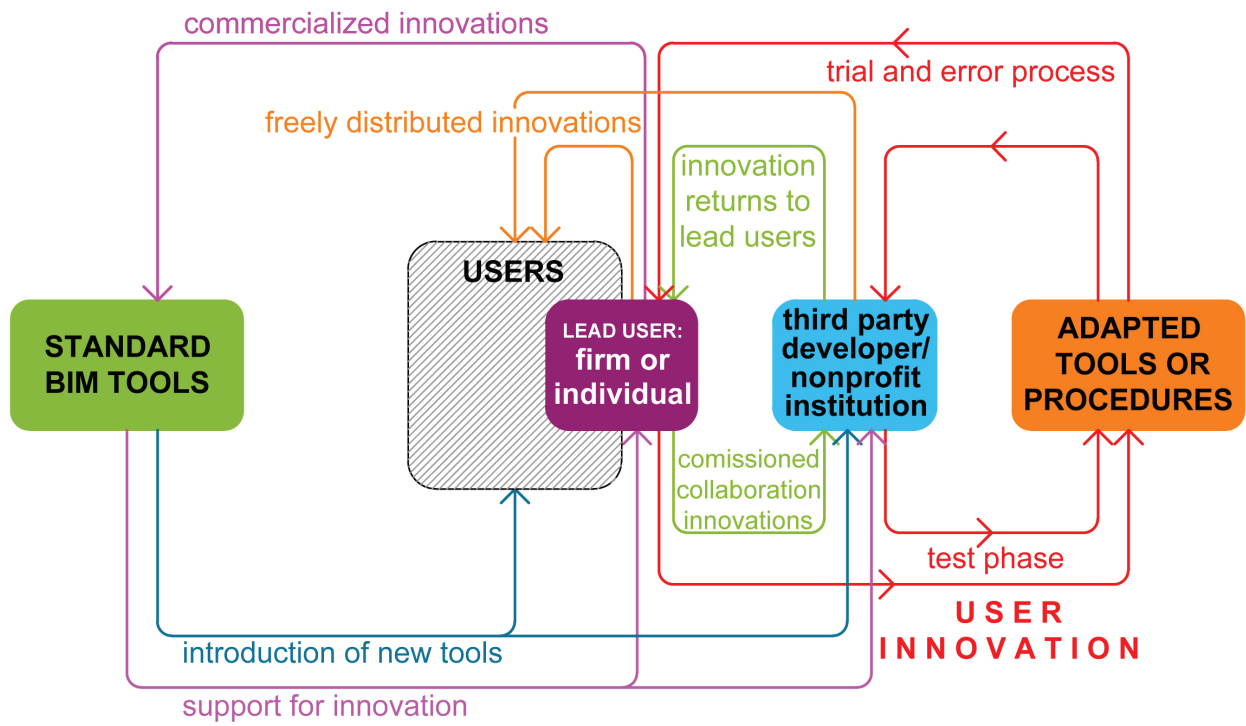 commercialized innovations
trial and error process
freely distributed innovations
innovation
returns to
lead users
USERS
STANDARD
BIM TOOLS
LEAD USER:
firm or
individual
third party
developer/
nonprofit
institution
ADAPTED
TOOLS OR
PROCEDURES
comissioned
collaboration
innovations
test phase
USER
INNOVATION
introduction of new tools
support for innovation